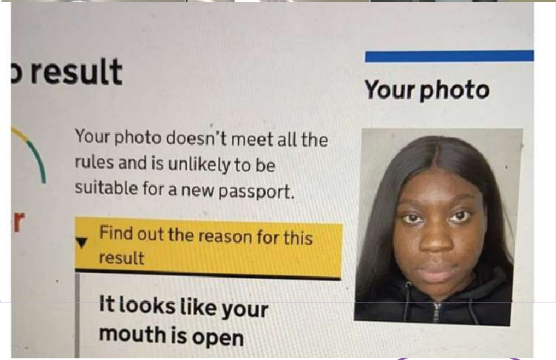 o result
Your photo
Your photo doesn't meet all the
rules and is unlikely to be
suitable for a new passport.
r
Find out the reason for this
result
It looks like your
mouth is open